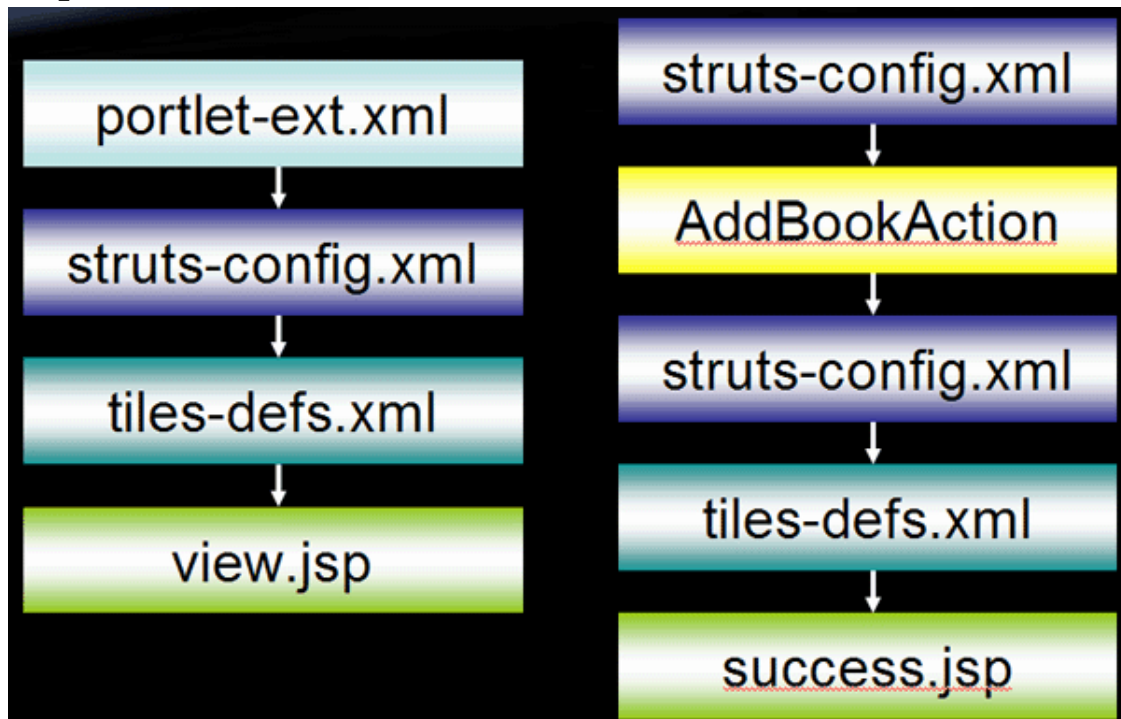 portlet-ext.xml
struts-config.xml
tiles-defs.xml
view.jsp
struts-config.xml
AddBookAction
struts-config.xml
tiles-defs.xml
success.jsp